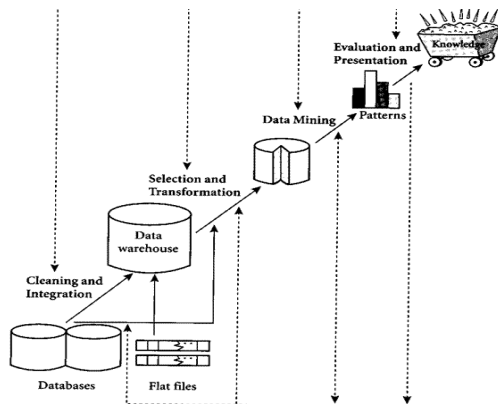 Evaluation and
Presentation
Knowledge
Data Mining
Patterns
Selection and
Transformation
Data
warehouse
Cleaning and
Integration
Databases
Flat files